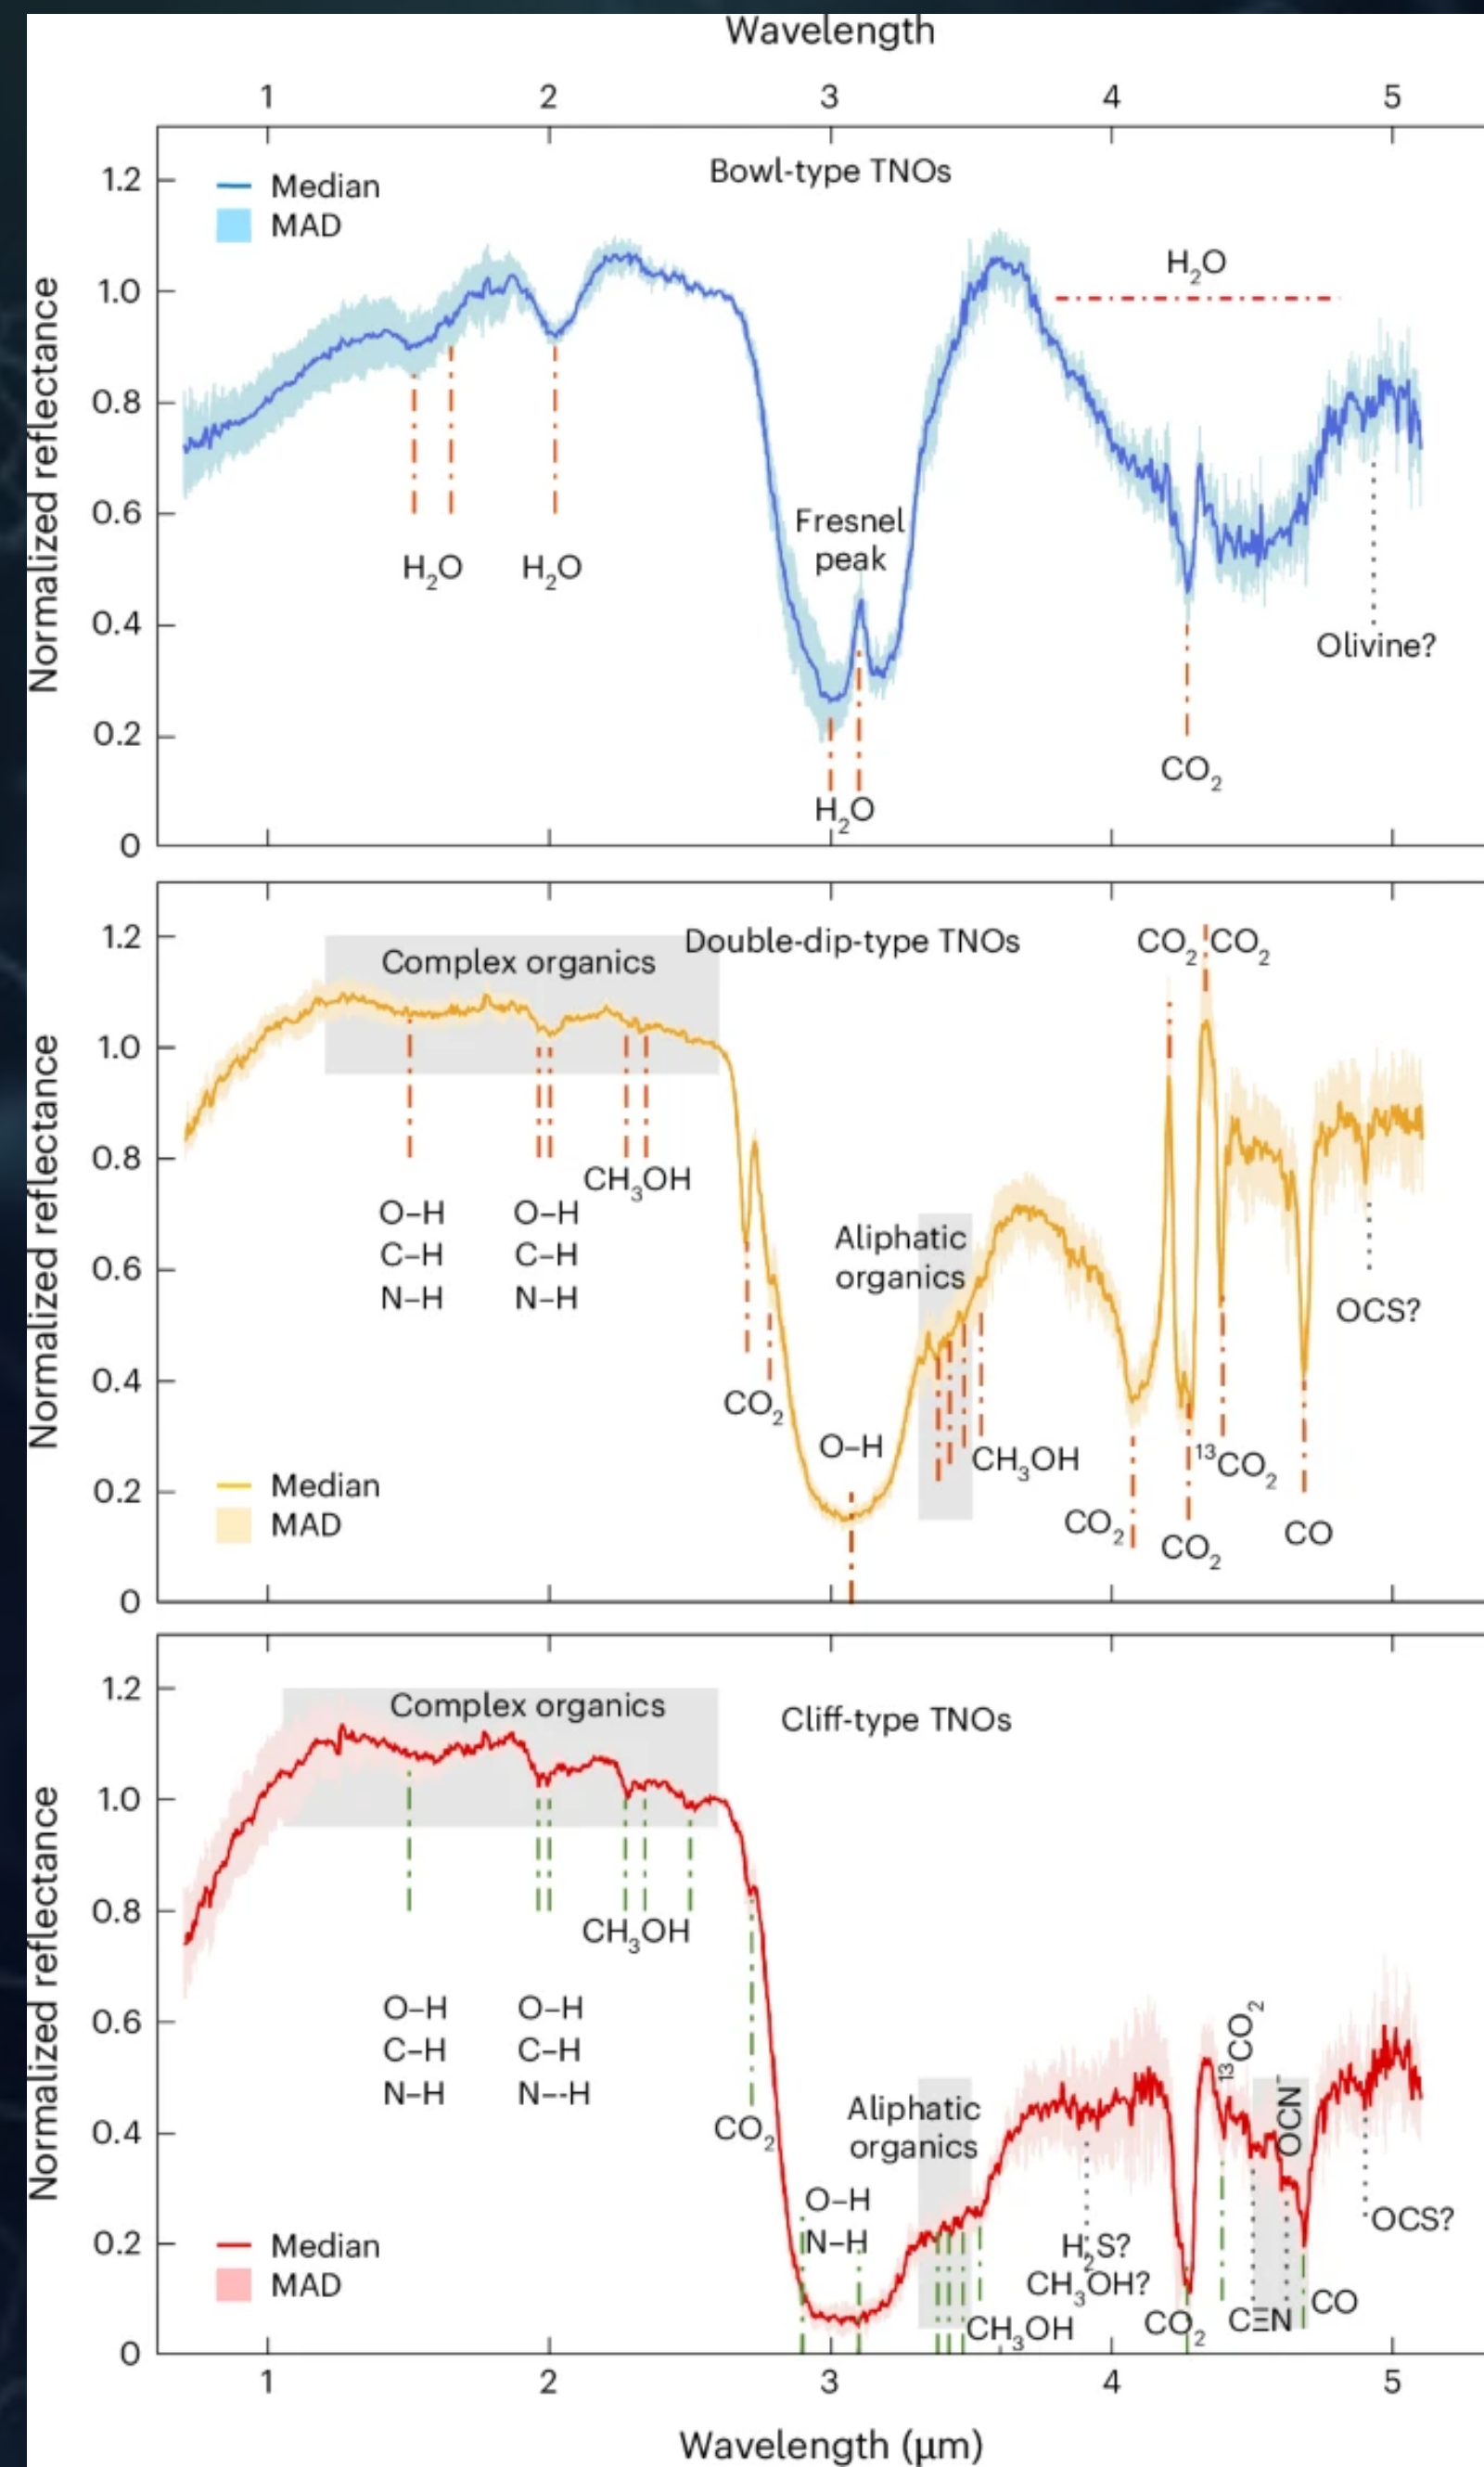 Wavelength
1 2 3 4 5
Bowl-type TNOs
Median
MAD
Normalized reflectance
1.2
1.0
0.8
0.6
0.4
0.2
0
H₂O
H₂O
H₂O
Fresnel
peak
H₂O
CO₂
Olivine?
Double-dip-type TNOs
Complex organics
CO₂ CO₂
Normalized reflectance
1.2
1.0
0.8
0.6
0.4
0.2
0
O–H
C–H
N–H
O–H
C–H
N–H
CH₃OH
CO₂
O–H
Aliphatic
organics
CH₃OH
CO₂
CO₂
¹³CO₂
CO
OCS?
Median
MAD
Cliff-type TNOs
Complex organics
Normalized reflectance
1.2
1.0
0.8
0.6
0.4
0.2
0
O–H
C–H
N–H
O–H
C–H
N--H
CH₃OH
CO₂
O–H
N–H
Aliphatic
organics
CH₃OH
H₂S?
CH₃OH?
CO₂
¹³CO₂
C≡N
OCN⁻
CO
OCS?
Median
MAD
1 2 3 4 5
Wavelength (μm)